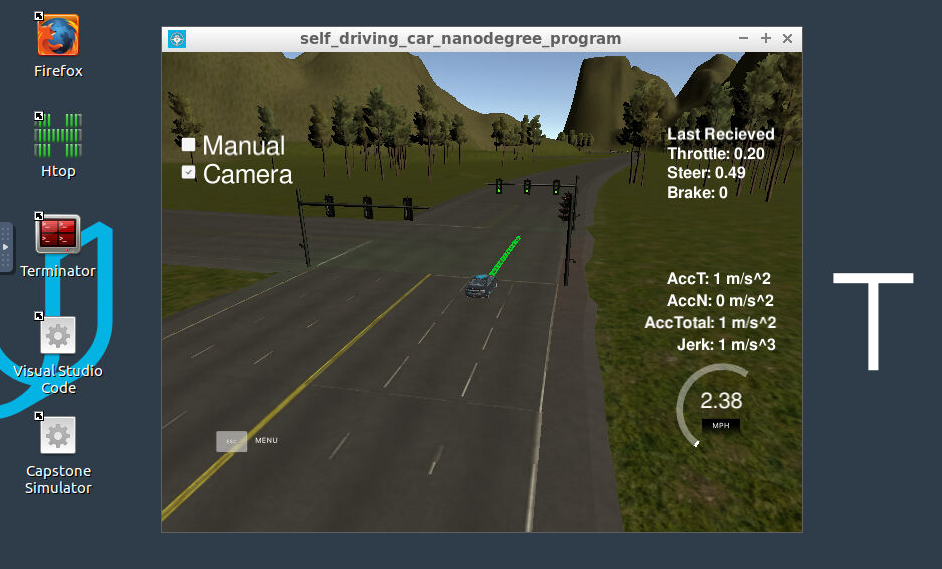 self_driving_car_nanodegree_program
Firefox
Htop
Terminator
Visual Studio
Code
Capstone
Simulator
Manual
Camera
Last Recieved
Throttle: 0.20
Steer: 0.49
Brake: 0
AccT: 1 m/s^2
AccN: 0 m/s^2
AccTotal: 1 m/s^2
Jerk: 1 m/s^3
2.38
MPH
ESC
MENU
T